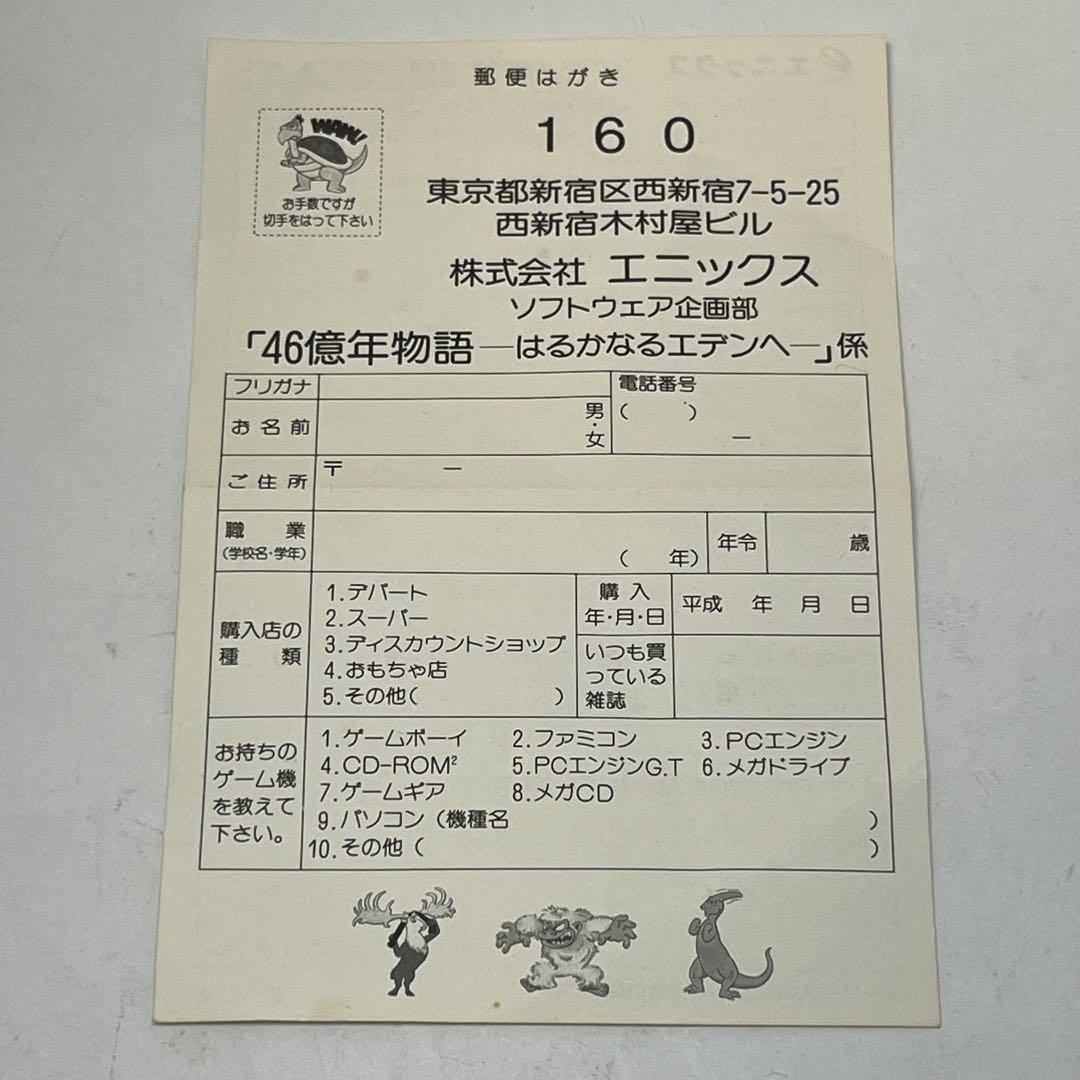 郵便はがき
WAHL!
お手数ですが
切手をはって下さい
160
東京都新宿区西新宿7-5-25
西新宿木村屋ビル
株式会社 エニックス
ソフトウェア企画部
「46億年物語―はるかなるエデンへ―」係
フリガナ
お名前 男・女
電話番号
( ) ―
ご住所 〒 ―
職業
(学校名・学年) ( 年) 年令 歳
購入店の
種類
1.デパート
2.スーパー
3.ディスカウントショップ
4.おもちゃ店
5.その他( )
購入
年・月・日 平成 年 月 日
いつも買
っている
雑誌
お持ちの
ゲーム機
を教えて
下さい。
1.ゲームボーイ 2.ファミコン 3.PCエンジン
4.CD-ROM² 5.PCエンジンG.T 6.メガドライブ
7.ゲームギア 8.メガCD
9.パソコン(機種名 )
10.その他( )
エニックス